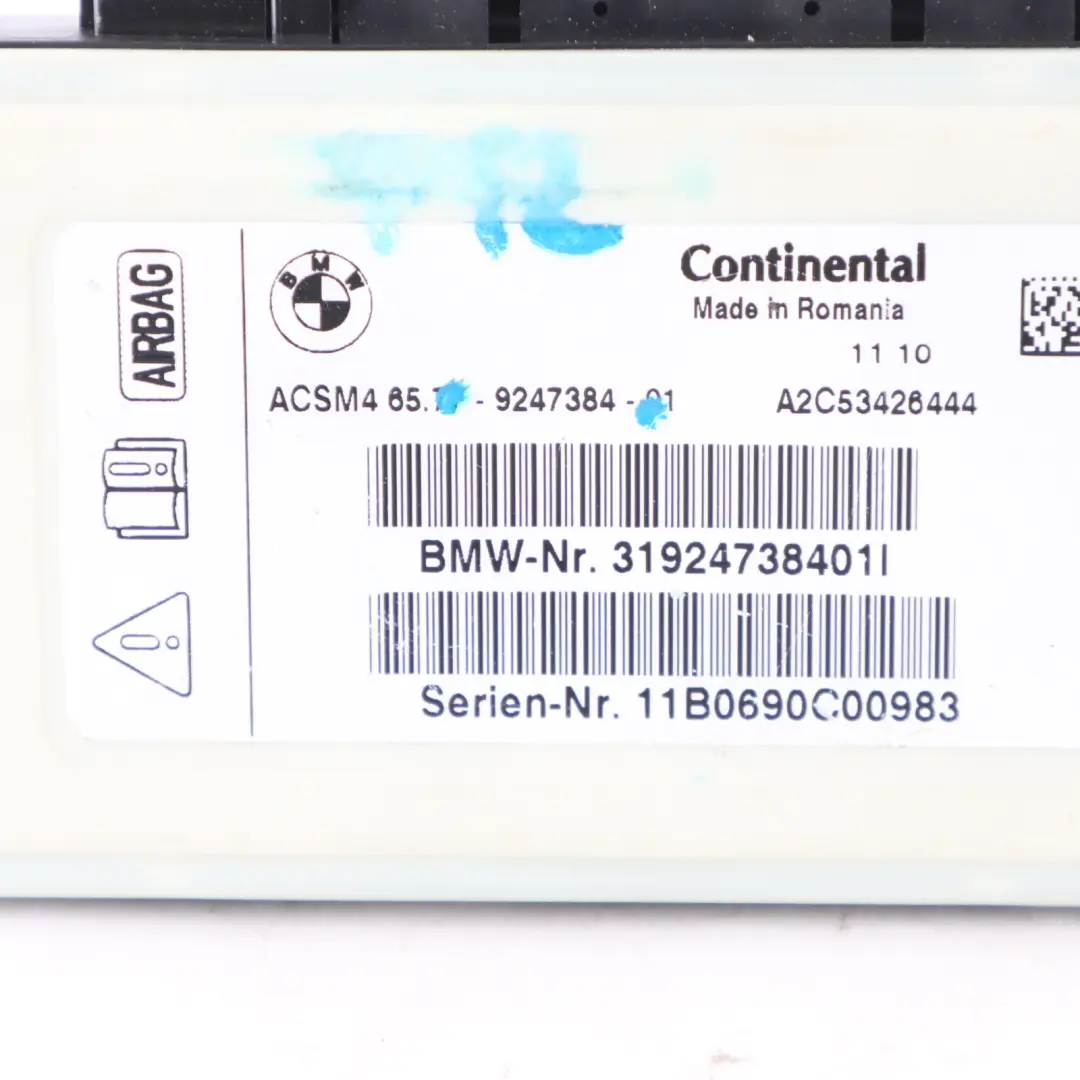 AIRBAG
BMW
Continental
Made in Romania
11 10
ACSM4 - 9247384 - A2C53426444
BMW-Nr. 31924738401I
Serien-Nr. 11B0690C00983